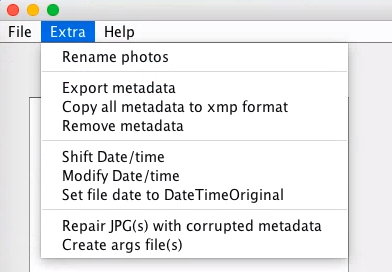 File Extra Help
Rename photos
Export metadata
Copy all metadata to xmp format
Remove metadata
Shift Date/time
Modify Date/time
Set file date to DateTimeOriginal
Repair JPG(s) with corrupted metadata
Create args file(s)